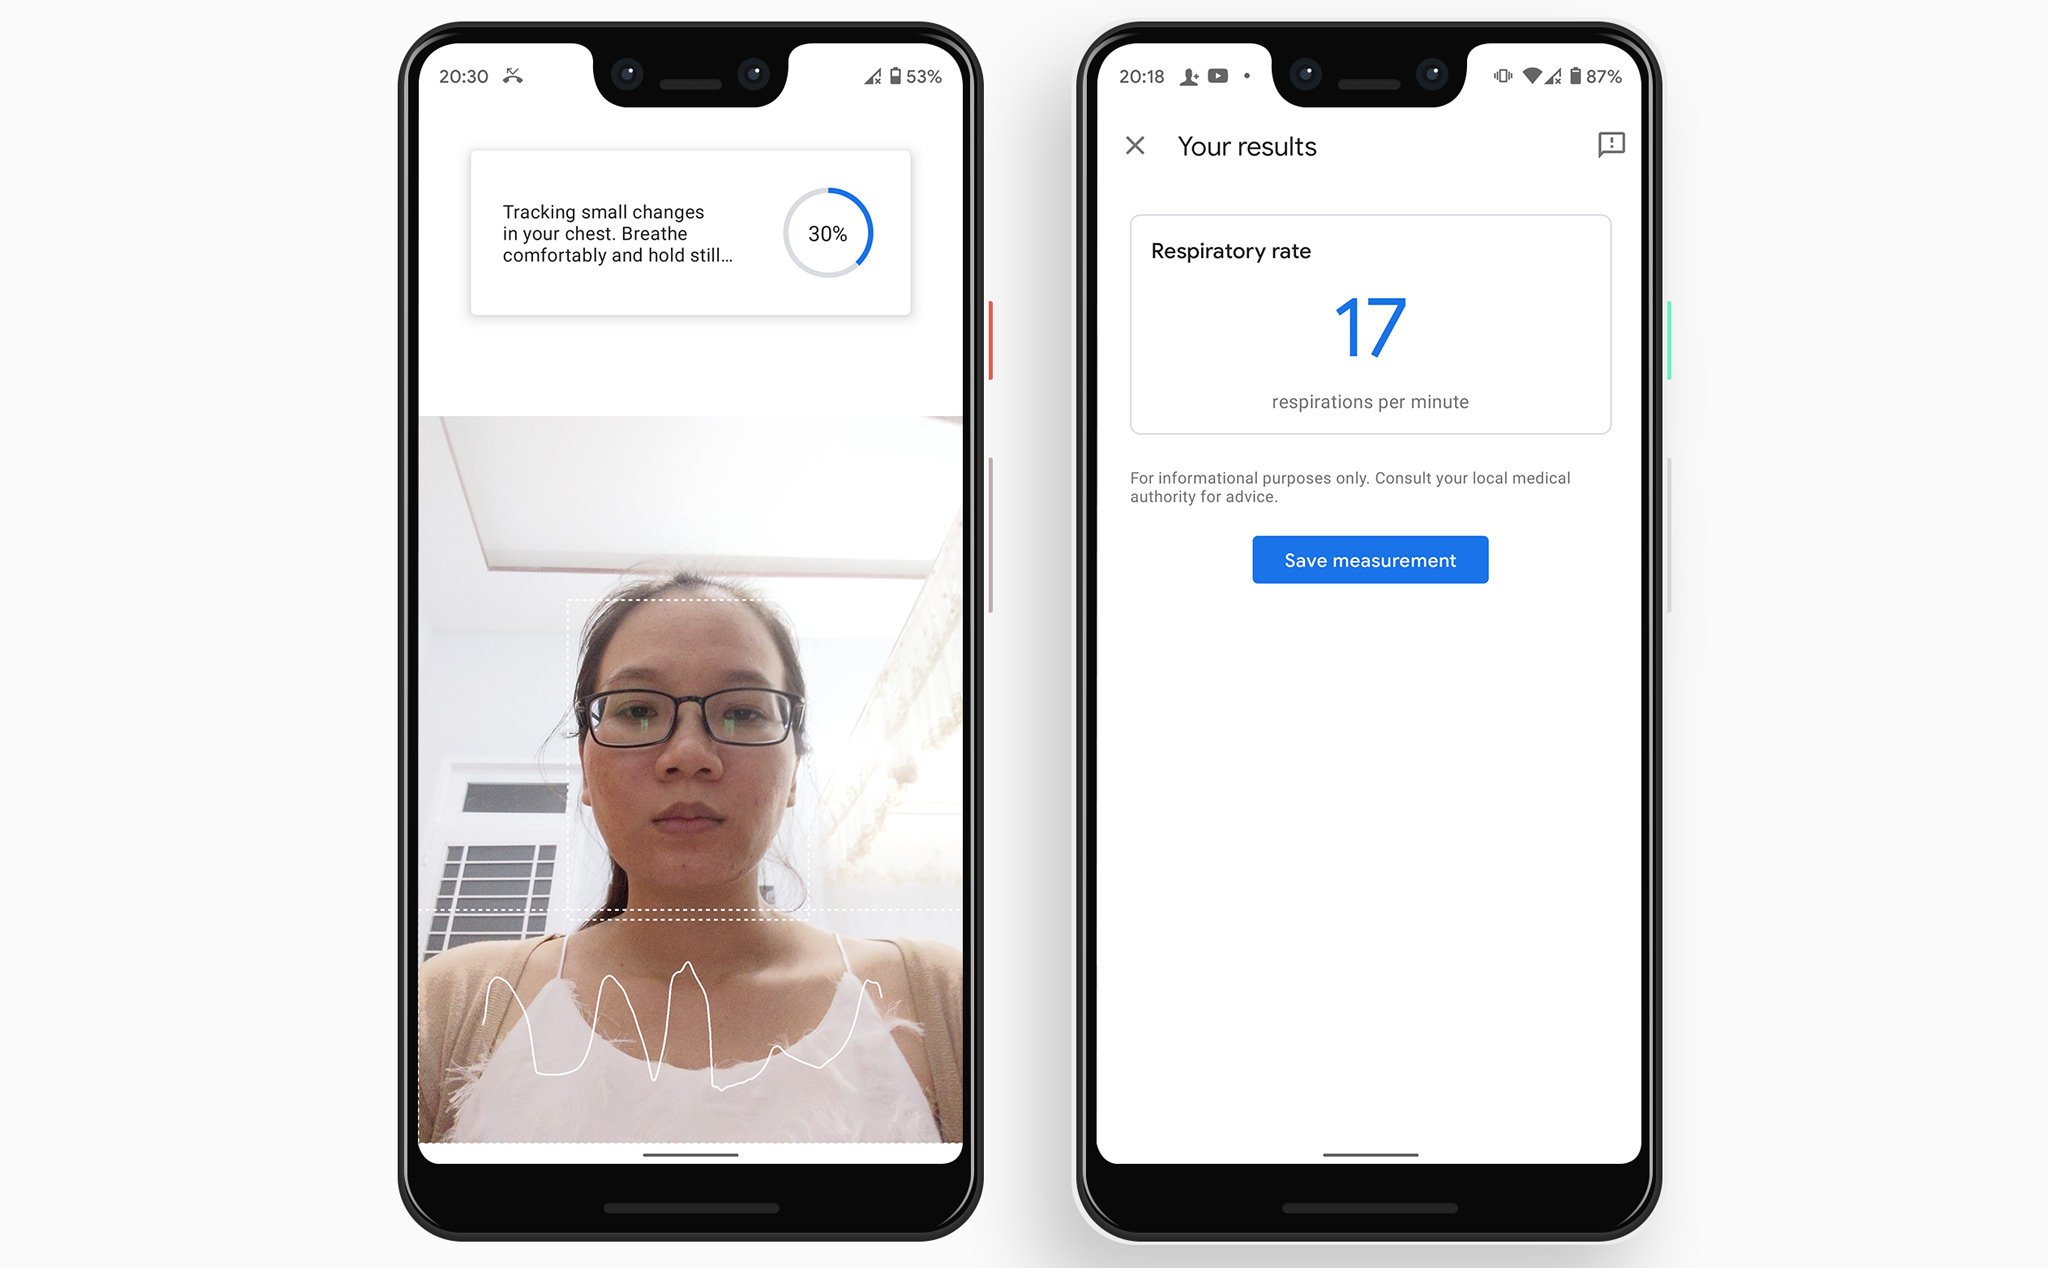 20:30
53%
Tracking small changes
in your chest. Breathe
comfortably and hold still...
30%
20:18
87%
Your results
Respiratory rate
17
respirations per minute
For informational purposes only. Consult your local medical
authority for advice.
Save measurement